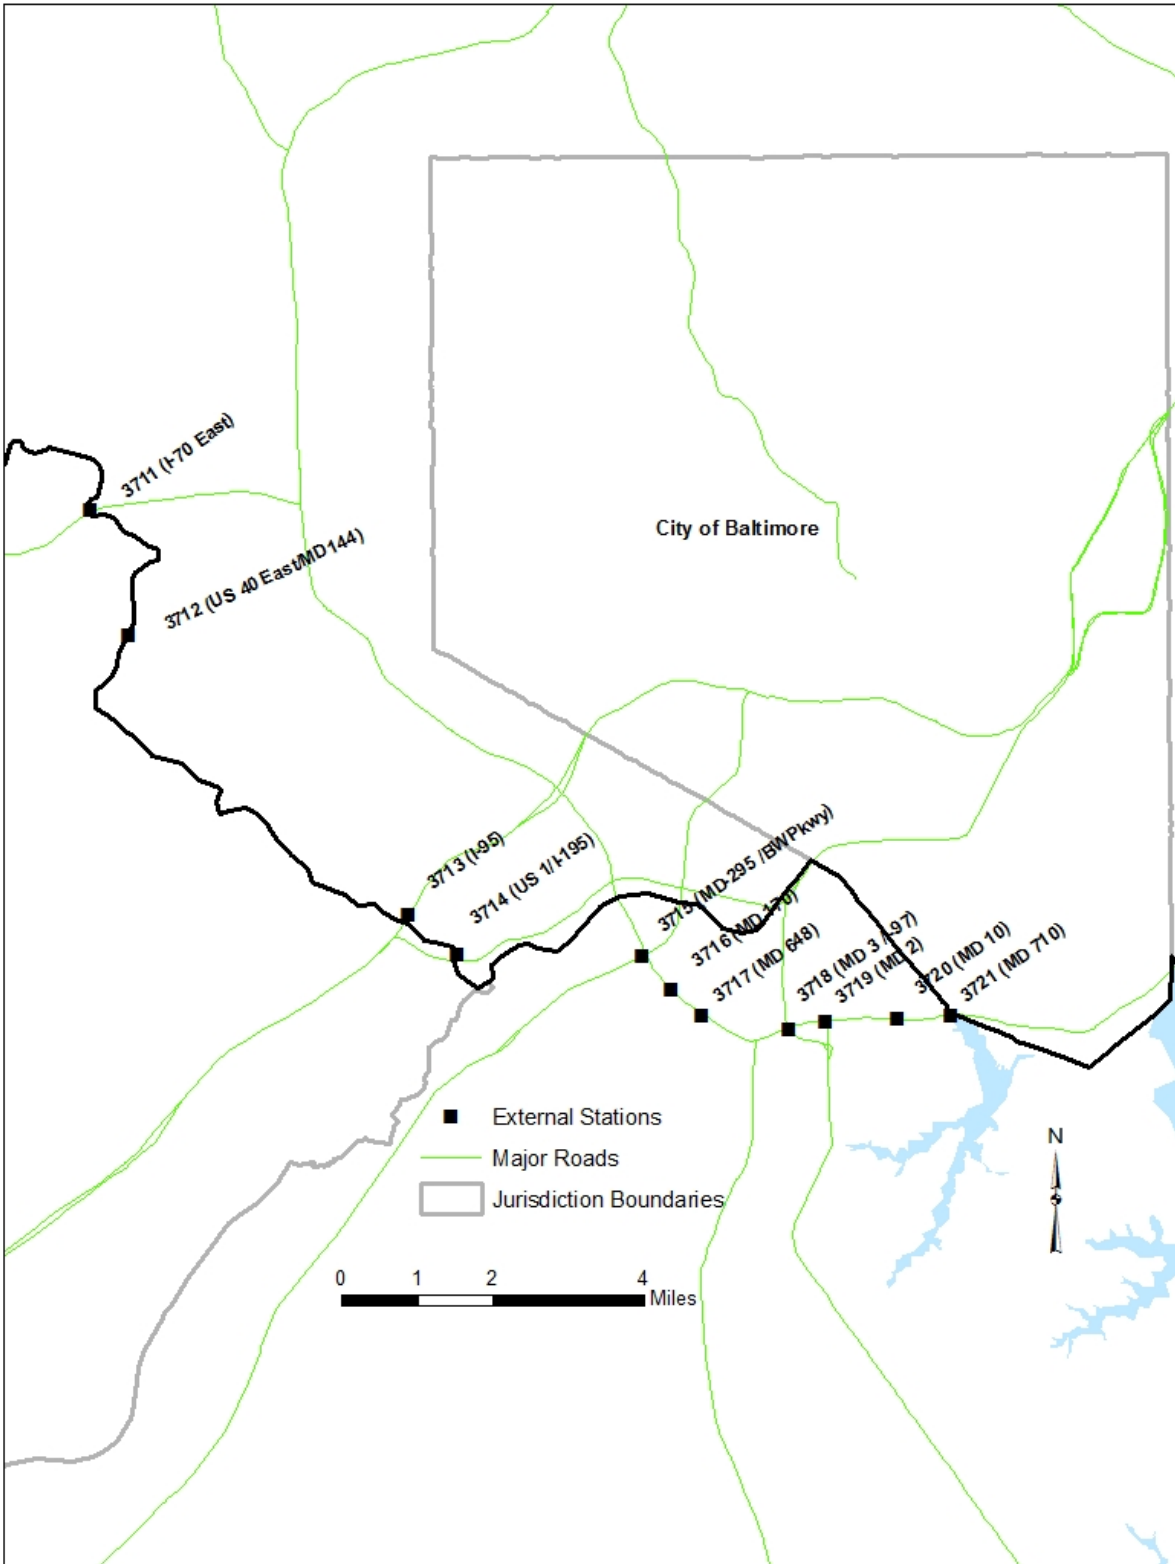 3711 (I-70 East)
3712 (US 40 East/MD144)
City of Baltimore
3713 (I-95)
3714 (US 1/I-195)
3715 (MD-295 /BWPkwy)
3716 (MD 170)
3717 (MD 648)
3718 (MD 3 /I-97)
3719 (MD 2)
3720 (MD 10)
3721 (MD 710)
External Stations
Major Roads
Jurisdiction Boundaries
N
0 1 2 4
Miles